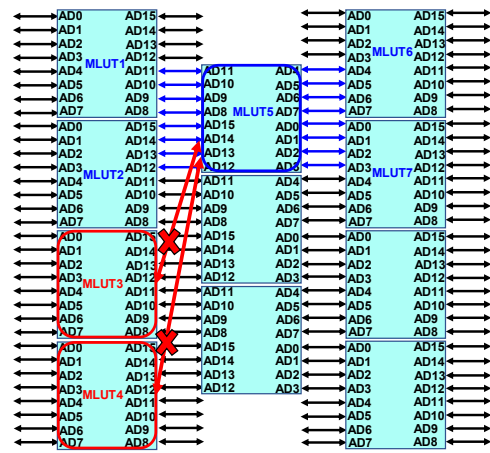 AD0 AD15
AD1 AD14
AD2 AD13
AD3 AD12
MLUT1
AD4 AD11
AD5 AD10
AD6 AD9
AD7 AD8
AD0 AD15
AD1 AD14
AD2 AD13
AD3 AD12
MLUT2
AD4 AD11
AD5 AD10
AD6 AD9
AD7 AD8
AD0 AD15
AD1 AD14
AD2 AD13
AD3 AD12
MLUT3
AD4 AD11
AD5 AD10
AD6 AD9
AD7 AD8
AD0 AD15
AD1 AD14
AD2 AD13
AD3 AD12
MLUT4
AD4 AD11
AD5 AD10
AD6 AD9
AD7 AD8
AD11 AD4
AD10 AD5
AD9 AD6
AD8 MLUT5 AD7
AD15 AD0
AD14 AD1
AD13 AD2
AD12 AD3
AD11 AD4
AD10 AD5
AD9 AD6
AD8 AD7
AD15 AD0
AD14 AD1
AD13 AD2
AD12 AD3
AD11 AD4
AD10 AD5
AD9 AD6
AD8 AD7
AD15 AD0
AD14 AD1
AD13 AD2
AD12 AD3
AD0 AD15
AD1 AD14
AD2 AD13
MLUT6
AD3 AD12
AD4 AD11
AD5 AD10
AD6 AD9
AD7 AD8
AD0 AD15
AD1 AD14
AD2 AD13
AD3 AD12
MLUT7
AD4 AD11
AD5 AD10
AD6 AD9
AD7 AD8
AD0 AD15
AD1 AD14
AD2 AD13
AD3 AD12
AD4 AD11
AD5 AD10
AD6 AD9
AD7 AD8
AD0 AD15
AD1 AD14
AD2 AD13
AD3 AD12
AD4 AD11
AD5 AD10
AD6 AD9
AD7 AD8